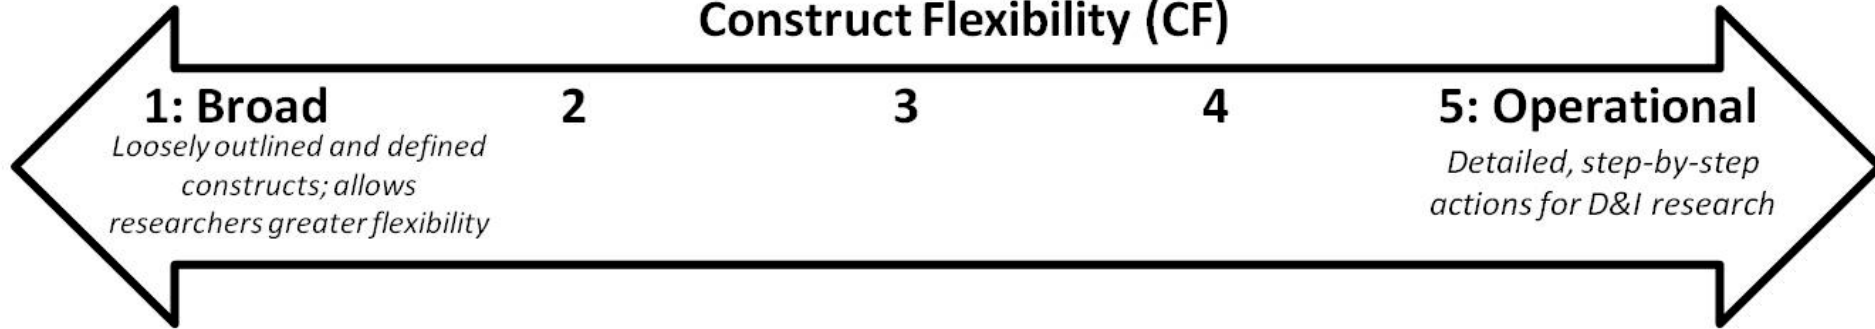 Construct Flexibility (CF)
1: Broad 2 3 4 5: Operational
Loosely outlined and defined
constructs; allows
researchers greater flexibility
Detailed, step-by-step
actions for D&I research